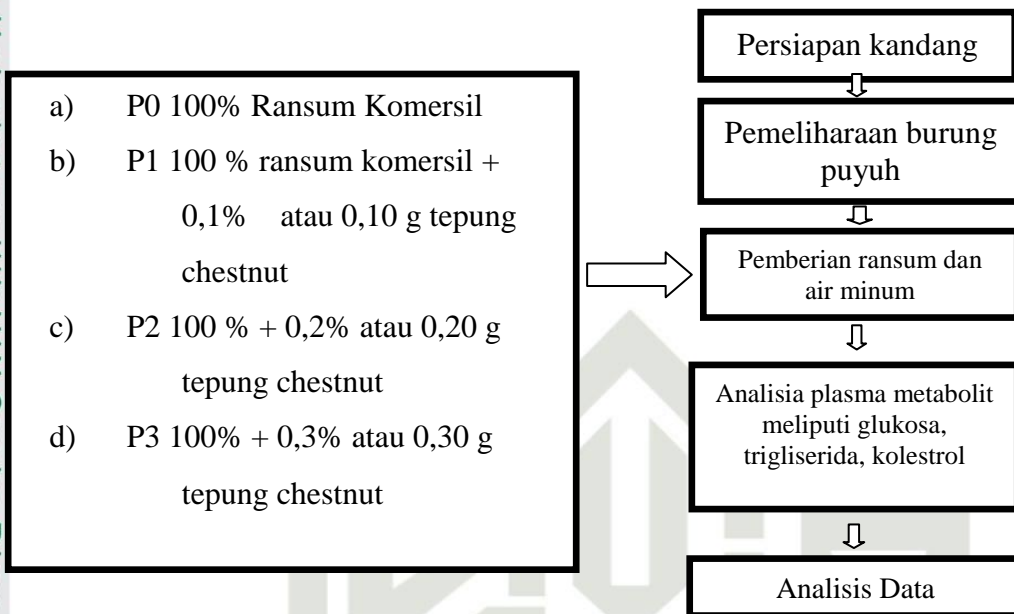 a) P0 100% Ransum Komersil
b) P1 100 % ransum komersil +
0,1% atau 0,10 g tepung
chestnut
c) P2 100 % + 0,2% atau 0,20 g
tepung chestnut
d) P3 100% + 0,3% atau 0,30 g
tepung chestnut
Persiapan kandang
Pemeliharaan burung
puyuh
Pemberian ransum dan
air minum
Analisia plasma metabolit
meliputi glukosa,
trigliserida, kolestrol
Analisis Data